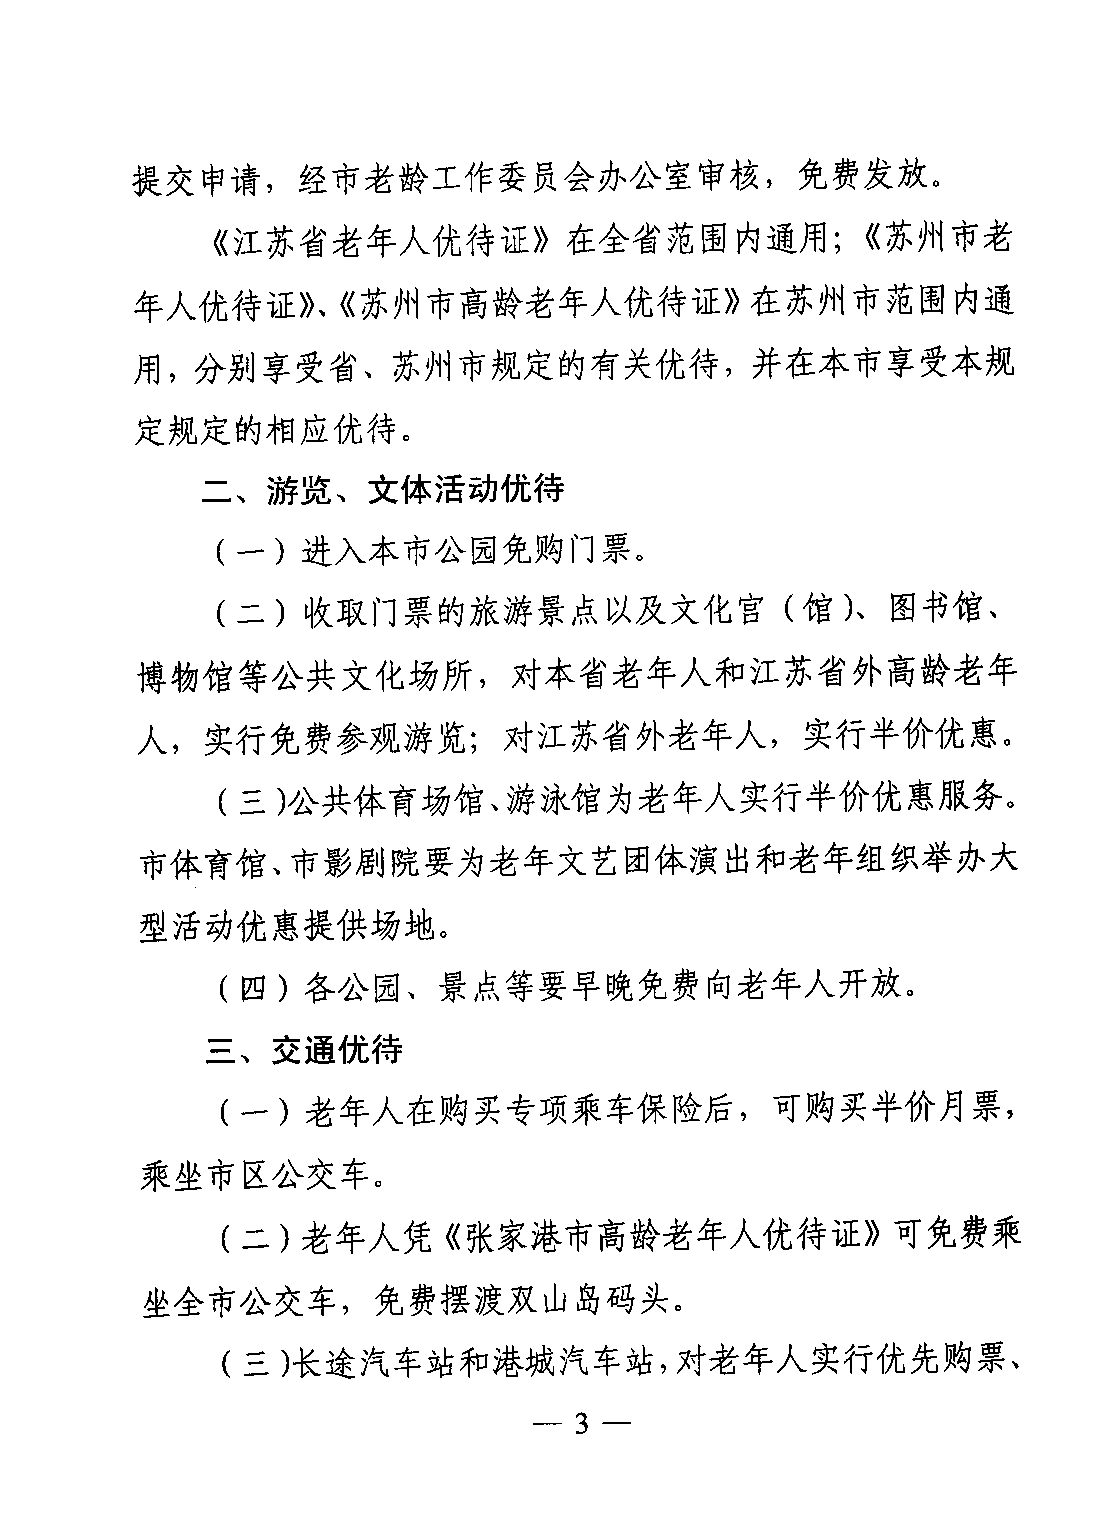 提交申请，经市老龄工作委员会办公室审核，免费发放。
《江苏省老年人优待证》在全省范围内通用；《苏州市老
年人优待证》、《苏州市高龄老年人优待证》在苏州市范围内通
用，分别享受省、苏州市规定的有关优待，并在本市享受本规
定规定的相应优待。
二、游览、文体活动优待
（一）进入本市公园免购门票。
（二）收取门票的旅游景点以及文化宫（馆）、图书馆、
博物馆等公共文化场所，对本省老年人和江苏省外高龄老年
人，实行免费参观游览；对江苏省外老年人，实行半价优惠。
（三）公共体育场馆、游泳馆为老年人实行半价优惠服务。
市体育馆、市影剧院要为老年文艺团体演出和老年组织举办大
型活动优惠提供场地。
（四）各公园、景点等要早晚免费向老年人开放。
三、交通优待
（一）老年人在购买专项乘车保险后，可购买半价月票，
乘坐市区公交车。
（二）老年人凭《张家港市高龄老年人优待证》可免费乘
坐全市公交车，免费摆渡双山岛码头。
（三）长途汽车站和港城汽车站，对老年人实行优先购票、
— 3 —